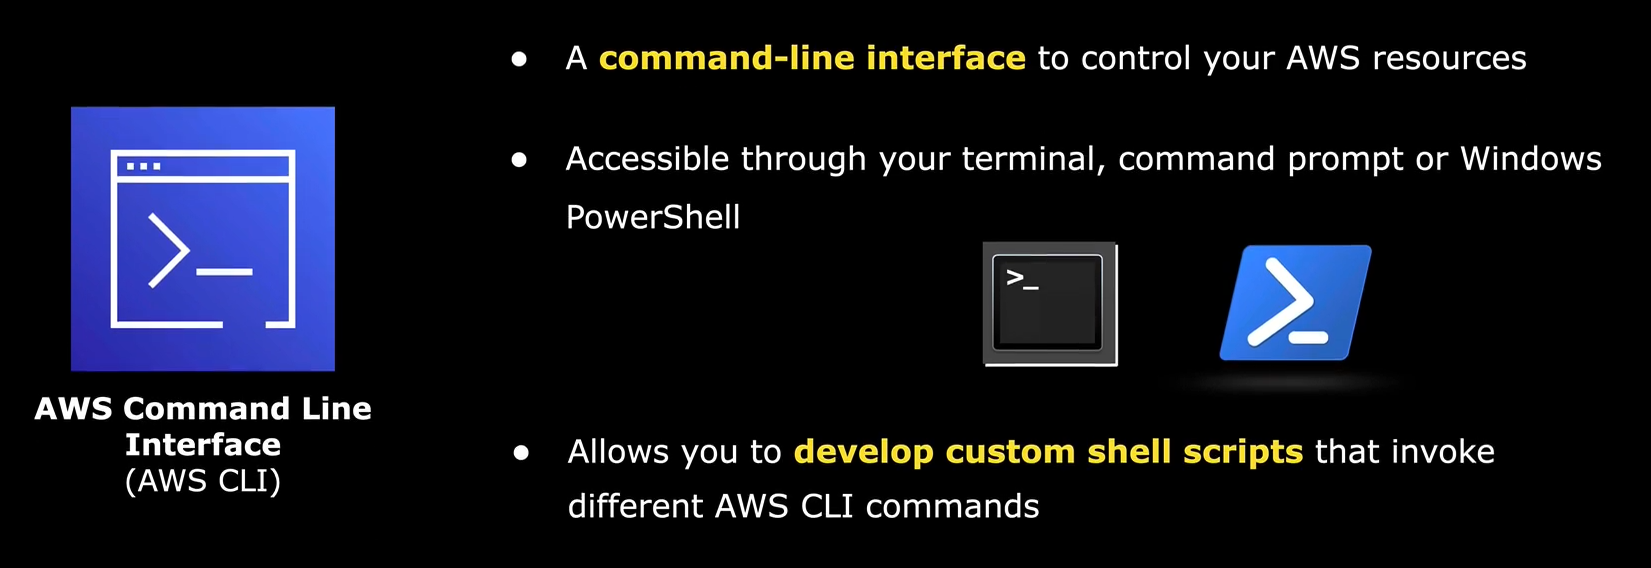 ● A command-line interface to control your AWS resources
● Accessible through your terminal, command prompt or Windows
PowerShell
>_
AWS Command Line
Interface
(AWS CLI)
● Allows you to develop custom shell scripts that invoke
different AWS CLI commands